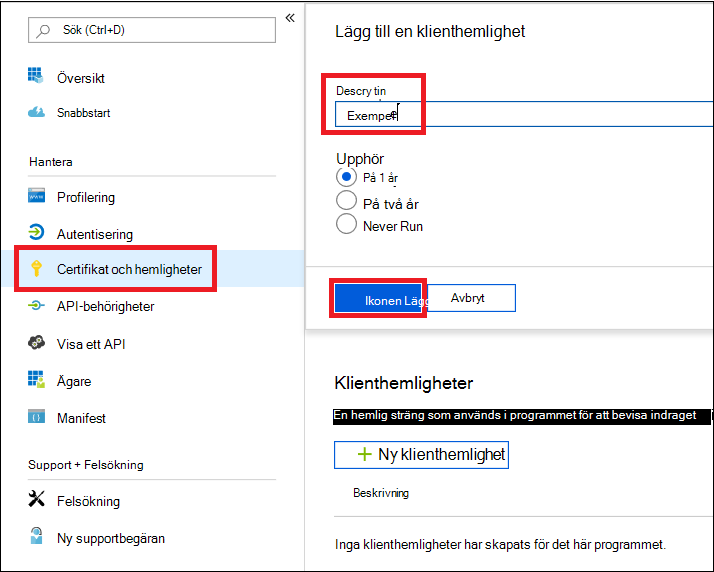 Sök (Ctrl+D)
«
Översikt
Snabbstart
Hantera
Profilering
Autentisering
Certifikat och hemligheter
API-behörigheter
Visa ett API
Ägare
Manifest
Support + Felsökning
Felsökning
Ny supportbegäran
Lägg till en klienthemlighet
Descry tin
Exempel
Upphör
På 1 år
På två år
Never Run
Ikonen Lägg
Avbryt
Klienthemligheter
En hemlig sträng som används i programmet för att bevisa indraget
+ Ny klienthemlighet
Beskrivning
Inga klienthemligheter har skapats för det här programmet.